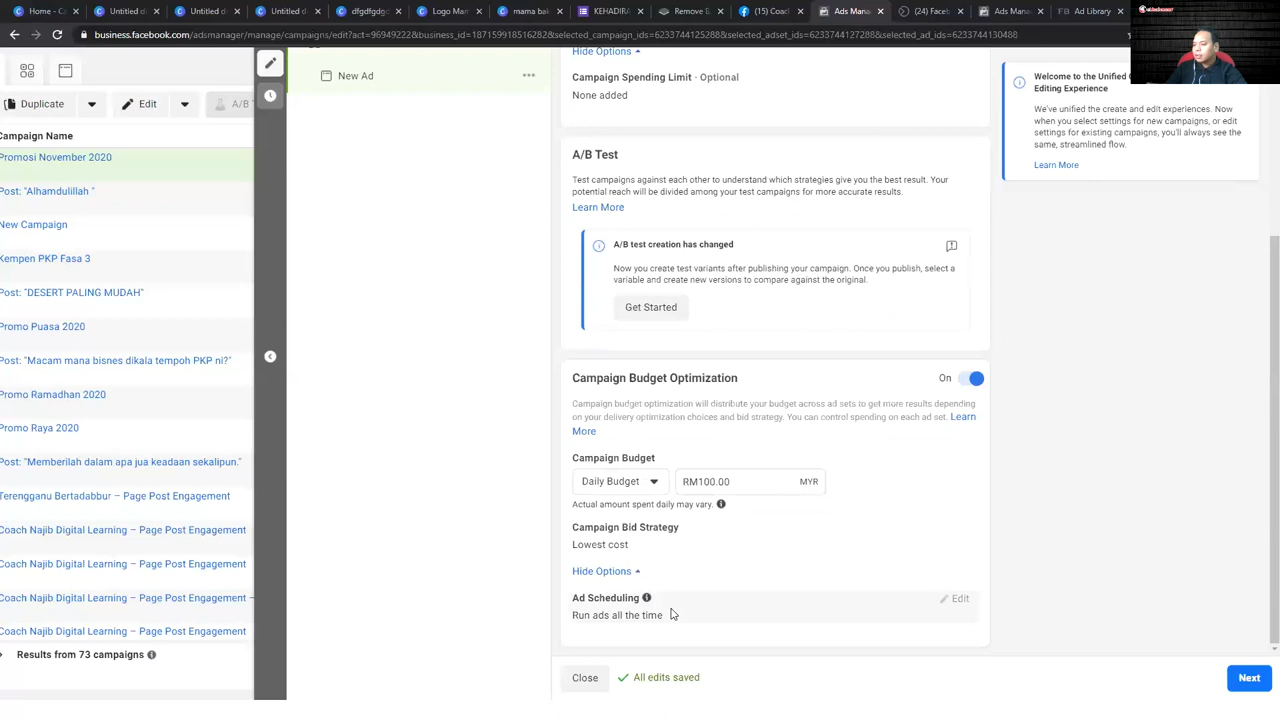 Home - C
Untitled d
Untitled d
Untitled d
dfgdfgdg
Logo Mar
mama bak
KEHADIRA
Remove B
(15) Coach
Ads Mana
(24) Faceb
Ads Mana
Ad Library
business.facebook.com/adsmanager/manage/campaigns/edit?act=96949222&business_id=1871599185162828&selected_campaign_ids=6233744125288&selected_adset_ids=6233744127288&selected_ad_ids=6233744130488
Duplicate
Edit
A/B
Campaign Name
Promosi November 2020
Post: "Alhamdulillah "
New Campaign
Kempen PKP Fasa 3
Post: "DESERT PALING MUDAH"
Promo Puasa 2020
Post: "Macam mana bisnes dikala tempoh PKP ni?"
Promo Ramadhan 2020
Promo Raya 2020
Post: "Memberilah dalam apa jua keadaan sekalipun."
Terengganu Bertadabbur – Page Post Engagement
Coach Najib Digital Learning – Page Post Engagement
Coach Najib Digital Learning – Page Post Engagement
Coach Najib Digital Learning – Page Post Engagement –
Coach Najib Digital Learning – Page Post Engagement
Results from 73 campaigns
New Ad
Hide Options
Campaign Spending Limit · Optional
None added
A/B Test
Test campaigns against each other to understand which strategies give you the best result. Your
potential reach will be divided among your test campaigns for more accurate results.
Learn More
A/B test creation has changed
Now you create test variants after publishing your campaign. Once you publish, select a
variable and create new versions to compare against the original.
Get Started
Campaign Budget Optimization
On
Campaign budget optimization will distribute your budget across ad sets to get more results depending
on your delivery optimization choices and bid strategy. You can control spending on each ad set. Learn
More
Campaign Budget
Daily Budget
RM100.00
MYR
Actual amount spent daily may vary.
Campaign Bid Strategy
Lowest cost
Hide Options
Ad Scheduling
Edit
Run ads all the time
Close
All edits saved
Next
Welcome to the Unified
Editing Experience
We've unified the create and edit experiences. Now
when you select settings for new campaigns, or edit
settings for existing campaigns, you'll always see the
same, streamlined flow.
Learn More